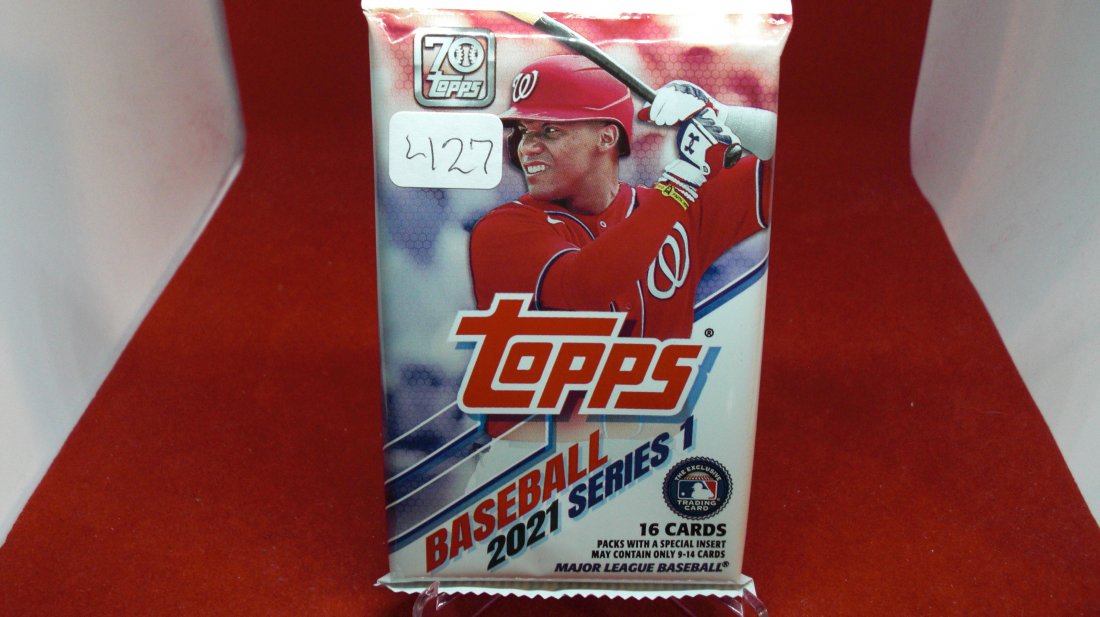 70
TOPPS
427
W
W
TOPPS®
BASEBALL
2021 SERIES 1
THE EXCLUSIVE
TRADING
CARD
16 CARDS
PACKS WITH A SPECIAL INSERT
MAY CONTAIN ONLY 9-14 CARDS
MAJOR LEAGUE BASEBALL®